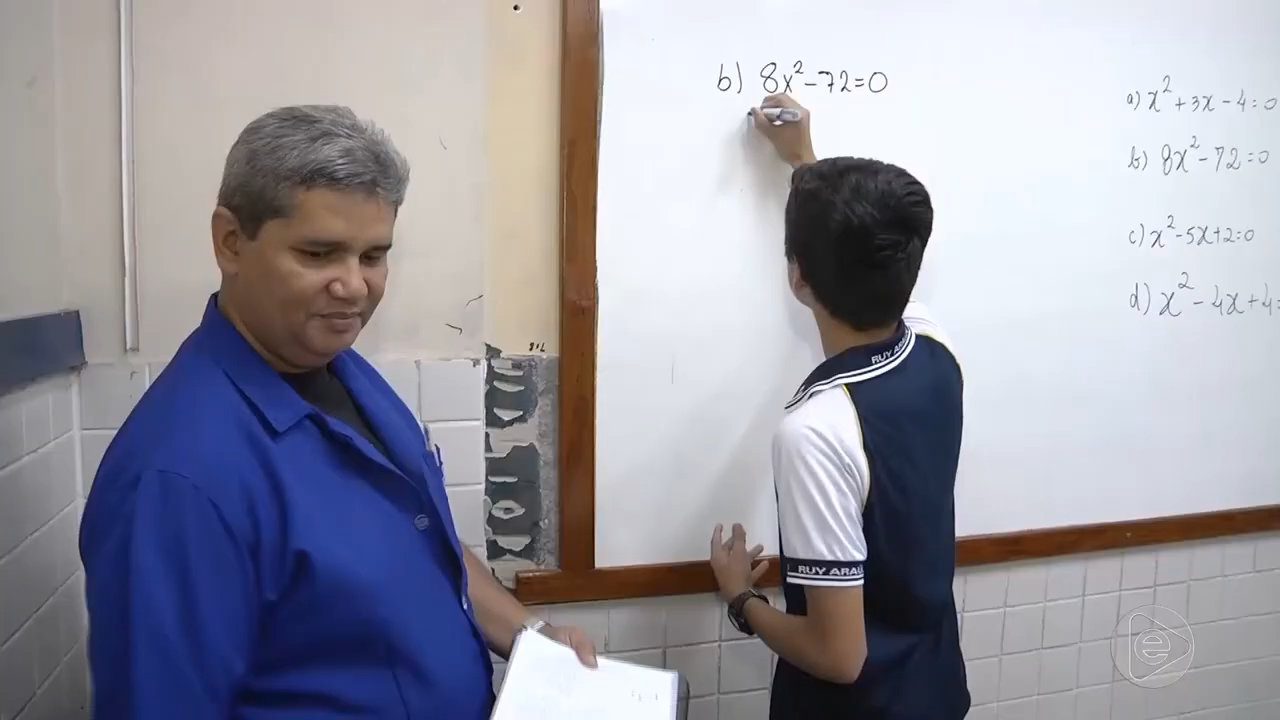 b) 8x²-72=0
a) x²+3x-4=0
b) 8x²-72=0
c) x²-5x+2=0
d) x²-4x+4
RUY ARAU
RUY ARAU
e